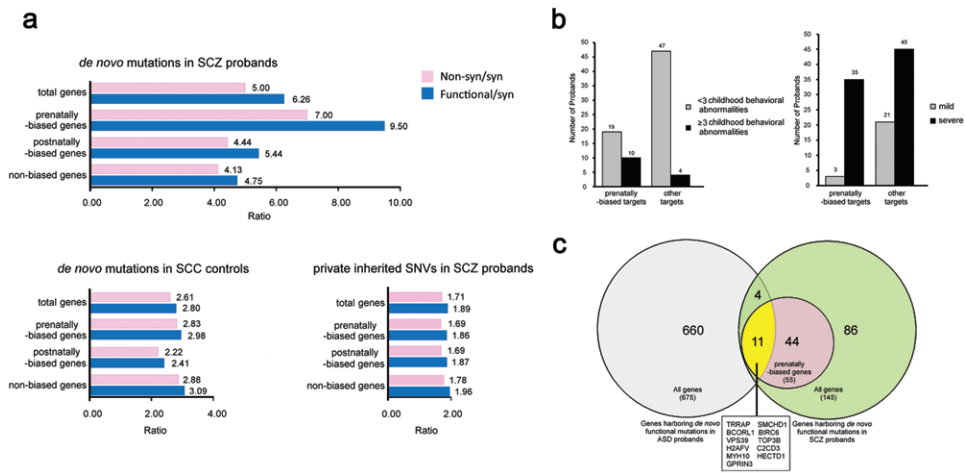 a
de novo mutations in SCZ probands
Non-syn/syn
Functional/syn
total genes
5.00
6.26
prenatally
-biased genes
7.00
9.50
postnatally
-biased genes
4.44
5.44
non-biased genes
4.13
4.75
0.00 2.00 4.00 6.00 8.00 10.00
Ratio
de novo mutations in SCC controls
total genes
2.61
2.80
prenatally
-biased genes
2.83
2.98
postnatally
-biased genes
2.22
2.41
non-biased genes
2.88
3.09
0.00 2.00 4.00
Ratio
private inherited SNVs in SCZ probands
total genes
1.71
1.89
prenatally
-biased genes
1.69
1.86
postnatally
-biased genes
1.69
1.87
non-biased genes
1.78
1.96
0.00 2.00
Ratio
b
Number of Probands
50
45
40
35
30
25
20
15
10
5
0
19
10
47
4
prenatally
-biased targets
other
targets
<3 childhood behavioral
abnormalities
≥3 childhood behavioral
abnormalities
Number of Probands
50
45
40
35
30
25
20
15
10
5
0
3
35
21
45
prenatally
-biased targets
other
targets
mild
severe
c
660
4
11
44
86
prenatally
-biased genes
(55)
All genes
(675)
All genes
(145)
Genes harboring de novo
functional mutations in
ASD probands
Genes harboring de novo
functional mutations in
SCZ probands
TRRAP SMCHD1
BCORL1 BIRC6
VPS39 TOP3B
H2AFV C2CD3
MYH10 HECTD1
GPRIN3